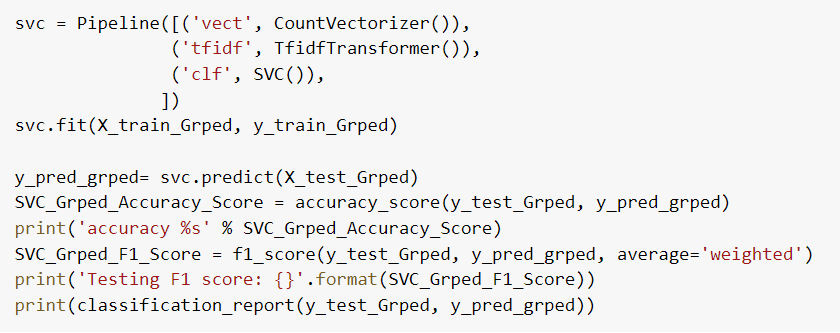 svc = Pipeline([('vect', CountVectorizer()),
               ('tfidf', TfidfTransformer()),
               ('clf', SVC()),
              ])
svc.fit(X_train_Grped, y_train_Grped)

y_pred_grped= svc.predict(X_test_Grped)
SVC_Grped_Accuracy_Score = accuracy_score(y_test_Grped, y_pred_grped)
print('accuracy %s' % SVC_Grped_Accuracy_Score)
SVC_Grped_F1_Score = f1_score(y_test_Grped, y_pred_grped, average='weighted')
print('Testing F1 score: {}'.format(SVC_Grped_F1_Score))
print(classification_report(y_test_Grped, y_pred_grped))